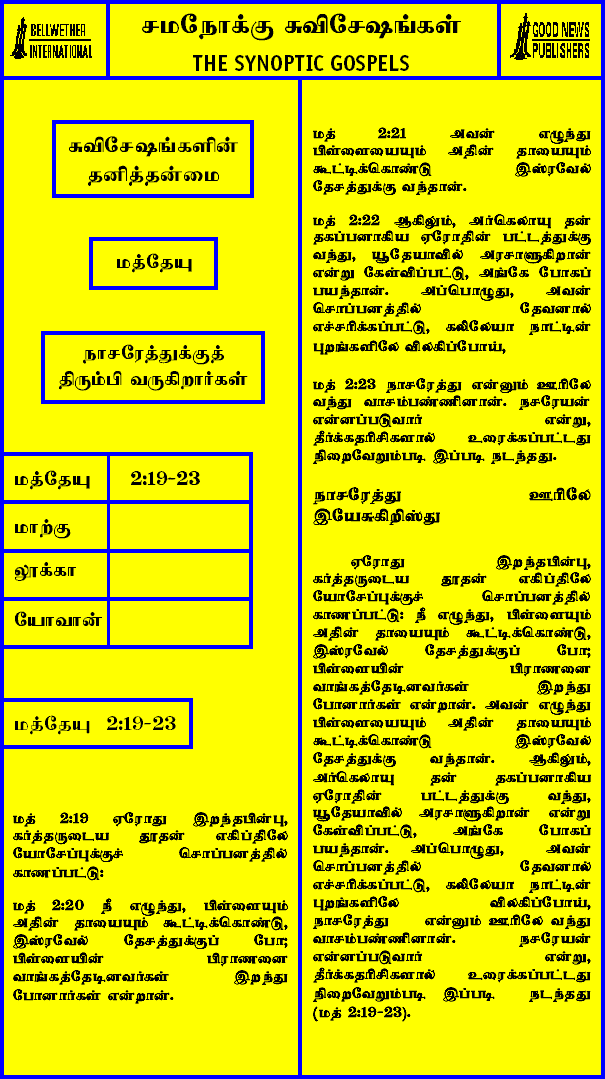 BELLWETHER
INTERNATIONAL
சமநோக்கு சுவிசேஷங்கள்
THE SYNOPTIC GOSPELS
GOOD NEWS
PUBLISHERS
சுவிசேஷங்களின்
தனித்தன்மை
மத்தேயு
நாசரேத்துக்குத்
திரும்பி வருகிறார்கள்
மத்தேயு 2:19-23
மாற்கு
லூக்கா
யோவான்
மத்தேயு 2:19-23
மத் 2:19 ஏரோது இறந்தபின்பு,
கர்த்தருடைய தூதன் எகிப்திலே
யோசேப்புக்குச் சொப்பனத்தில்
காணப்பட்டு:
மத் 2:20 நீ எழுந்து, பிள்ளையும்
அதின் தாயையும் கூட்டிக்கொண்டு,
இஸ்ரவேல் தேசத்துக்குப் போ;
பிள்ளையின் பிராணனை
வாங்கத்தேடினவர்கள் இறந்து
போனார்கள் என்றான்.
மத் 2:21 அவன் எழுந்து
பிள்ளையையும் அதின் தாயையும்
கூட்டிக்கொண்டு இஸ்ரவேல்
தேசத்துக்கு வந்தான்.
மத் 2:22 ஆகிலும், அர்கெலாயு தன்
தகப்பனாகிய ஏரோதின் பட்டத்துக்கு
வந்து, யூதேயாவில் அரசாளுகிறான்
என்று கேள்விப்பட்டு, அங்கே போகப்
பயந்தான். அப்பொழுது, அவன்
சொப்பனத்தில் தேவனால்
எச்சரிக்கப்பட்டு, கலிலேயா நாட்டின்
புறங்களிலே விலகிப்போய்,
மத் 2:23 நாசரேத்து என்னும் ஊரிலே
வந்து வாசம்பண்ணினான். நசரேயன்
என்னப்படுவார் என்று,
தீர்க்கதரிசிகளால் உரைக்கப்பட்டது
நிறைவேறும்படி இப்படி நடந்தது.
நாசரேத்து ஊரிலே
இயேசுகிறிஸ்து
ஏரோது இறந்தபின்பு,
கர்த்தருடைய தூதன் எகிப்திலே
யோசேப்புக்குச் சொப்பனத்தில்
காணப்பட்டு: நீ எழுந்து, பிள்ளையும்
அதின் தாயையும் கூட்டிக்கொண்டு,
இஸ்ரவேல் தேசத்துக்குப் போ;
பிள்ளையின் பிராணனை
வாங்கத்தேடினவர்கள் இறந்து
போனார்கள் என்றான். அவன் எழுந்து
பிள்ளையையும் அதின் தாயையும்
கூட்டிக்கொண்டு இஸ்ரவேல்
தேசத்துக்கு வந்தான். ஆகிலும்,
அர்கெலாயு தன் தகப்பனாகிய
ஏரோதின் பட்டத்துக்கு வந்து,
யூதேயாவில் அரசாளுகிறான் என்று
கேள்விப்பட்டு, அங்கே போகப்
பயந்தான். அப்பொழுது, அவன்
சொப்பனத்தில் தேவனால்
எச்சரிக்கப்பட்டு, கலிலேயா நாட்டின்
புறங்களிலே விலகிப்போய்,
நாசரேத்து என்னும் ஊரிலே வந்து
வாசம்பண்ணினான். நசரேயன்
என்னப்படுவார் என்று,
தீர்க்கதரிசிகளால் உரைக்கப்பட்டது
நிறைவேறும்படி இப்படி நடந்தது
(மத் 2:19-23).